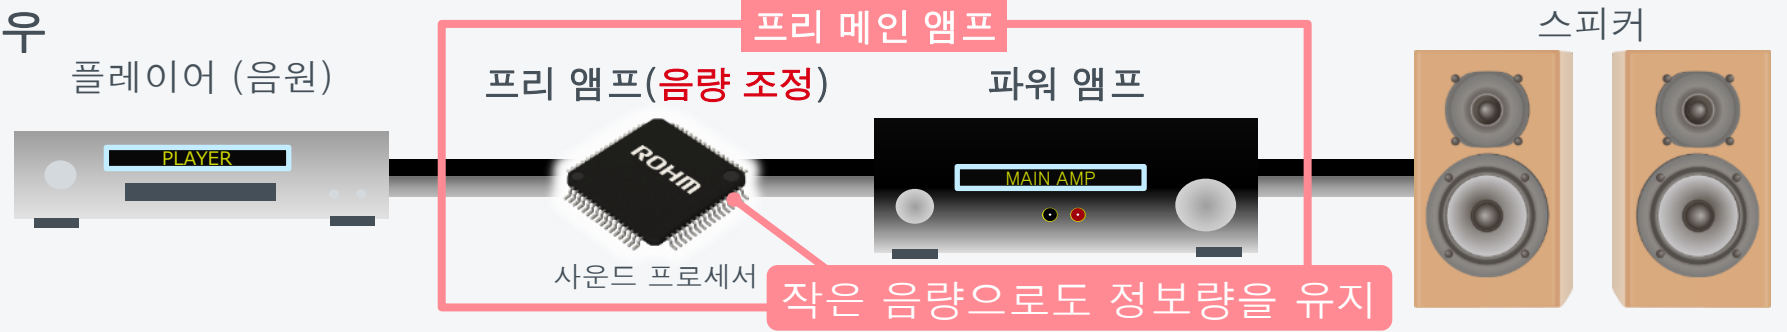 우
프리 메인 앰프
스피커
플레이어 (음원)
프리 앰프(음량 조정)
파워 앰프
PLAYER
ROHM
MAIN AMP
사운드 프로세서
작은 음량으로도 정보량을 유지